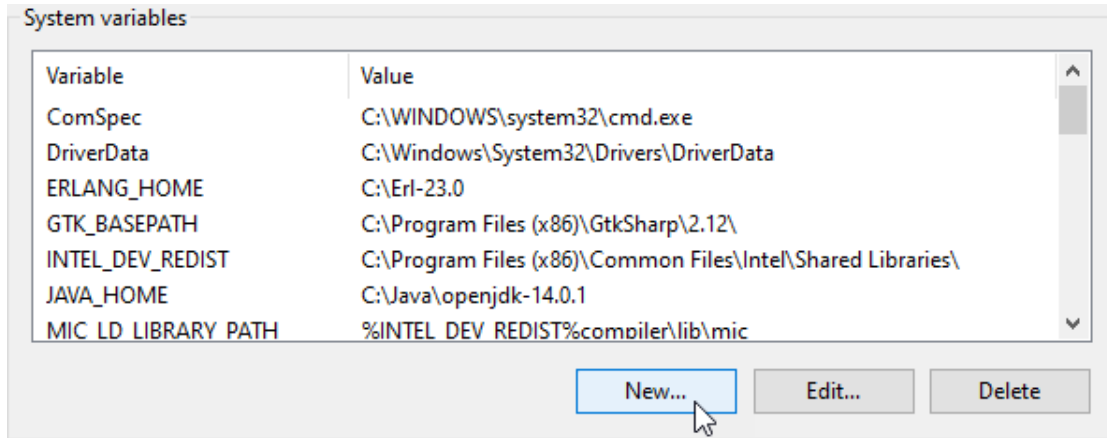 System variables
Variable Value
ComSpec C:\WINDOWS\system32\cmd.exe
DriverData C:\Windows\System32\Drivers\DriverData
ERLANG_HOME C:\Erl-23.0
GTK_BASEPATH C:\Program Files (x86)\GtkSharp\2.12\
INTEL_DEV_REDIST C:\Program Files (x86)\Common Files\Intel\Shared Libraries\
JAVA_HOME C:\Java\openjdk-14.0.1
MIC_LD_LIBRARY_PATH %INTEL_DEV_REDIST%compiler\lib\mic
New... Edit... Delete